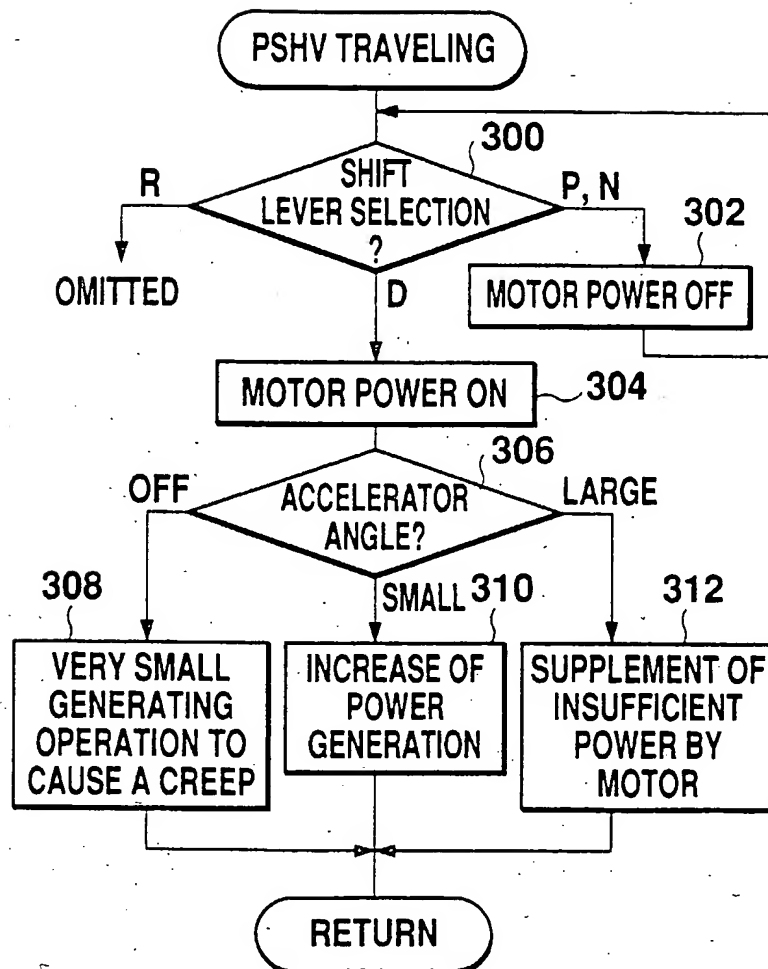 PSHV TRAVELING
300
R
SHIFT
LEVER SELECTION
?
P, N
302
OMITTED
D
MOTOR POWER OFF
MOTOR POWER ON
304
306
OFF
ACCELERATOR
ANGLE?
LARGE
308
SMALL
310
312
VERY SMALL
GENERATING
OPERATION TO
CAUSE A CREEP
INCREASE OF
POWER
GENERATION
SUPPLEMENT OF
INSUFFICIENT
POWER BY
MOTOR
RETURN